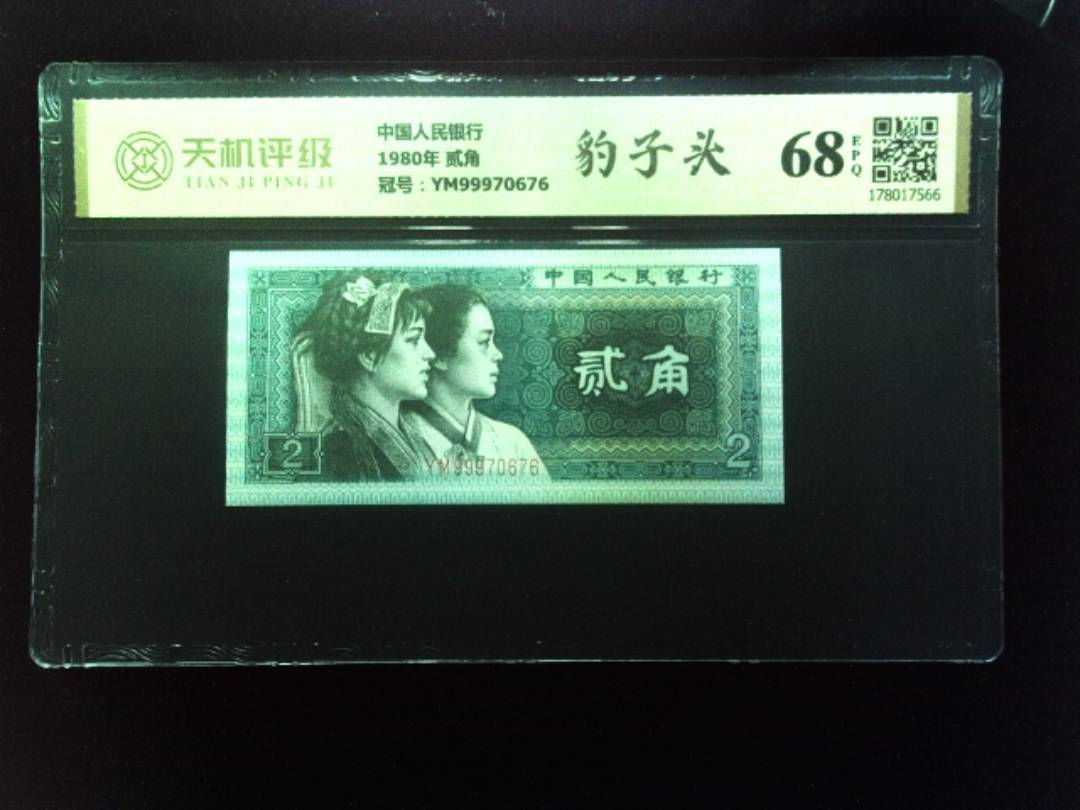 天机评级
TIAN JI PING JI
中国人民银行
1980年 贰角
冠号：YM99970676
豹子头
68
EPQ
178017566
中国人民银行
贰角
2
YM99970676
2